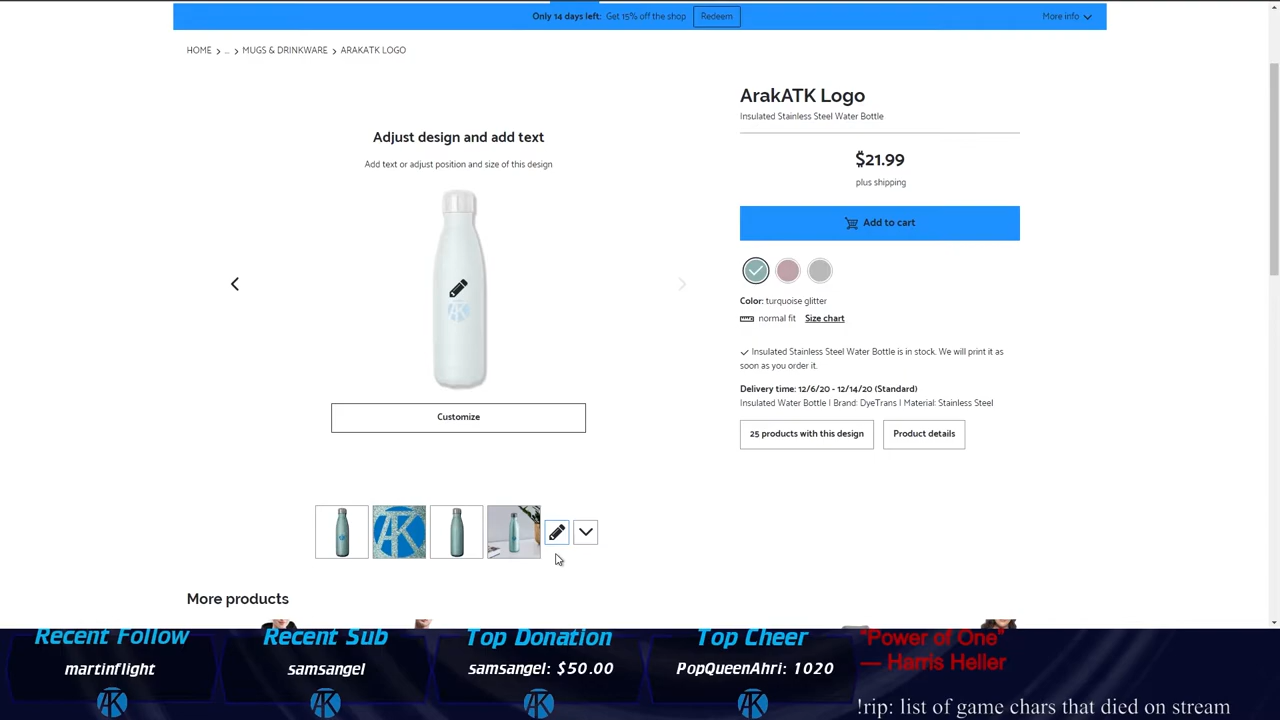 Only 14 days left: Get 15% off the shop Redeem More info
HOME > ... > MUGS & DRINKWARE > ARAKATK LOGO
Adjust design and add text
Add text or adjust position and size of this design
AK
Customize
ArakATK Logo
Insulated Stainless Steel Water Bottle
$21.99
plus shipping
Add to cart
Color: turquoise glitter
normal fit Size chart
Insulated Stainless Steel Water Bottle is in stock. We will print it as
soon as you order it.
Delivery time: 12/6/20 - 12/14/20 (Standard)
Insulated Water Bottle | Brand: DyeTrans | Material: Stainless Steel
25 products with this design Product details
AK
More products
Recent Follow
martinflight
AK
Recent Sub
samsangel
AK
Top Donation
samsangel: $50.00
AK
Top Cheer
PopQueenAhri: 1020
AK
"Power of One"
— Harris Heller
!rip: list of game chars that died on stream